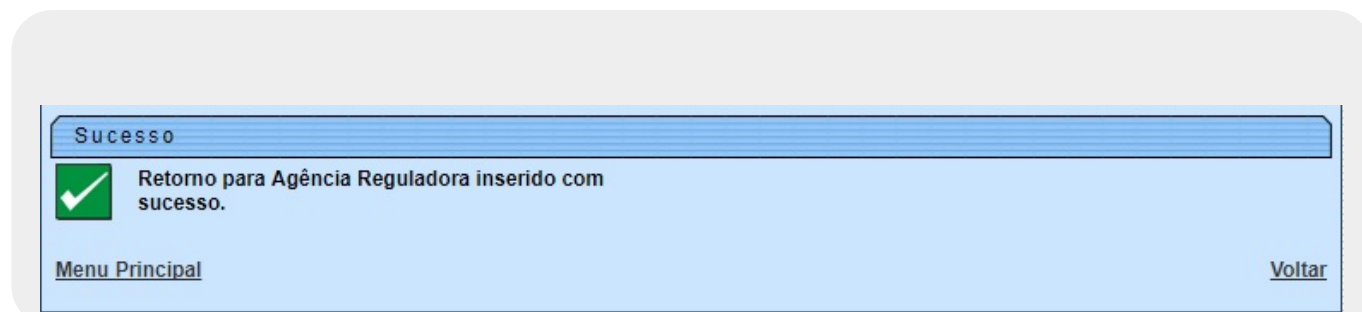 Sucesso
Retorno para Agência Reguladora inserido com
sucesso.
Menu Principal
Voltar